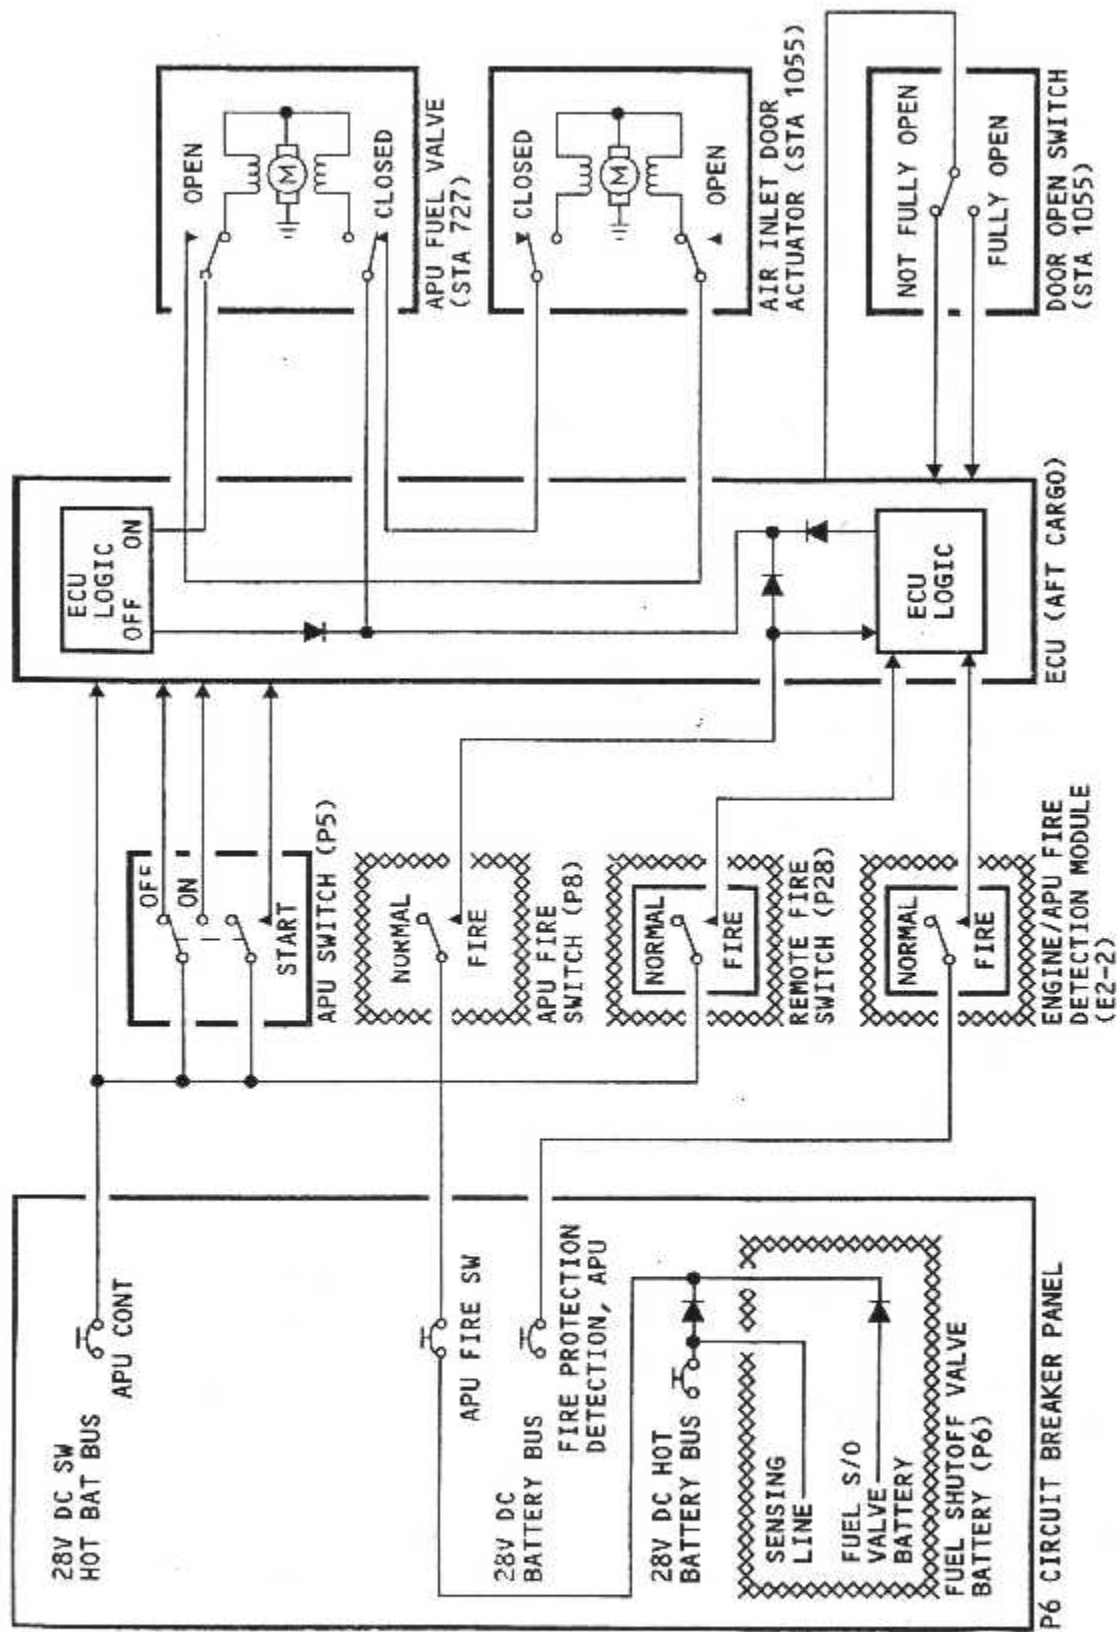 28V DC SW
HOT BAT BUS
APU CONT
APU FIRE SW
28V DC
BATTERY BUS
FIRE PROTECTION
DETECTION, APU
28V DC HOT
BATTERY BUS
SENSING
LINE
FUEL S/O
VALVE
BATTERY
FUEL SHUTOFF VALVE
BATTERY (P6)
P6 CIRCUIT BREAKER PANEL
OFF
ON
START
APU SWITCH (P5)
NORMAL
FIRE
APU FIRE
SWITCH (P8)
NORMAL
FIRE
REMOTE FIRE
SWITCH (P28)
NORMAL
FIRE
ENGINE/APU FIRE
DETECTION MODULE
(E2-2)
ECU
LOGIC
OFF ON
ECU
LOGIC
ECU (AFT CARGO)
OPEN
M
CLOSED
APU FUEL VALVE
(STA 727)
CLOSED
M
OPEN
AIR INLET DOOR
ACTUATOR (STA 1055)
NOT FULLY OPEN
FULLY OPEN
DOOR OPEN SWITCH
(STA 1055)